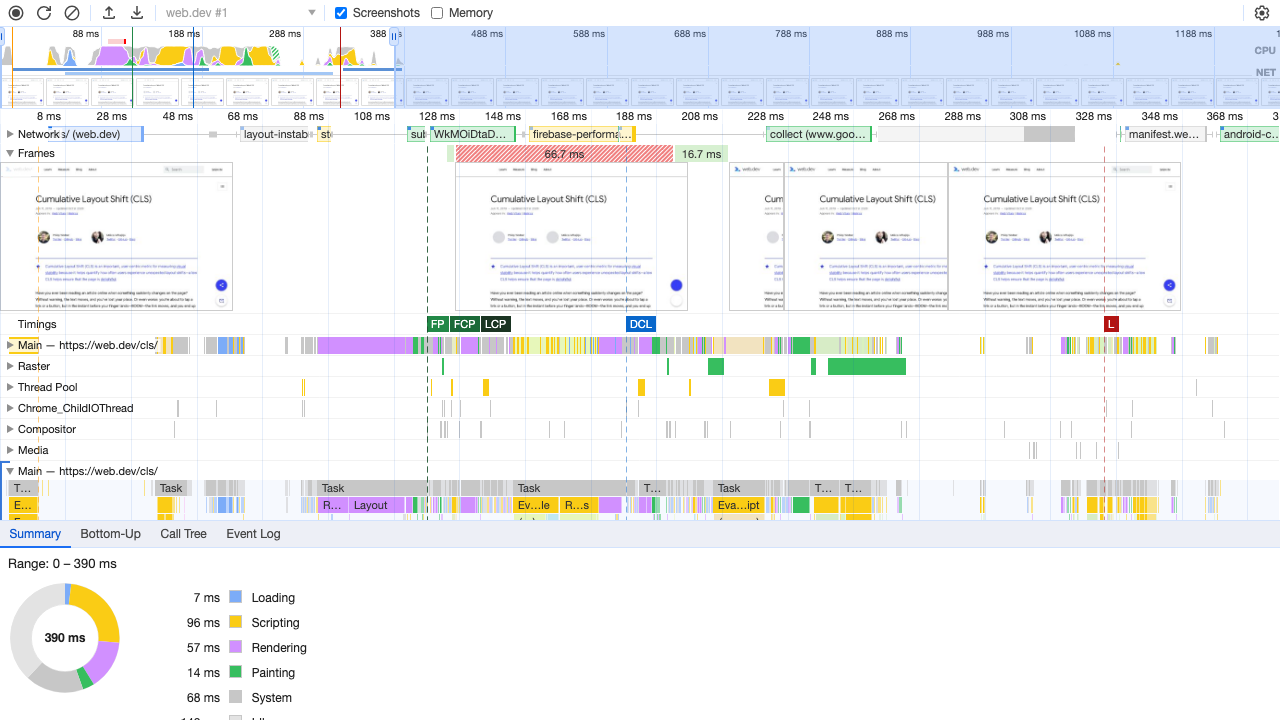 web.dev #1 Screenshots Memory
88 ms 188 ms 288 ms 388 488 ms 588 ms 688 ms 788 ms 888 ms 988 ms 1088 ms 1188 ms
CPU
NET
8 ms 28 ms 48 ms 68 ms 88 ms 108 ms 128 ms 148 ms 168 ms 188 ms 208 ms 228 ms 248 ms 268 ms 288 ms 308 ms 328 ms 348 ms 368 ms 3
Network s/ (web.dev) layout-instab WkMOiDtaD... firebase-performa... collect (www.goo... manifest.we... android-c...
Frames 66.7 ms 16.7 ms
Cumulative Layout Shift (CLS) Cumulative Layout Shift (CLS) Cumu Cumulative Layout Shift (CLS) Cumulative Layout Shift (CLS)
Timings FP FCP LCP DCL L
Main — https://web.dev/cls/
Raster
Thread Pool
Chrome_ChildIOThread
Compositor
Media
Main — https://web.dev/cls/
T... Task Task Task T... Task T... T...
E... R... Layout Ev...le R...s Eva...ipt
Summary Bottom-Up Call Tree Event Log
Range: 0 – 390 ms
390 ms
7 ms Loading
96 ms Scripting
57 ms Rendering
14 ms Painting
68 ms System